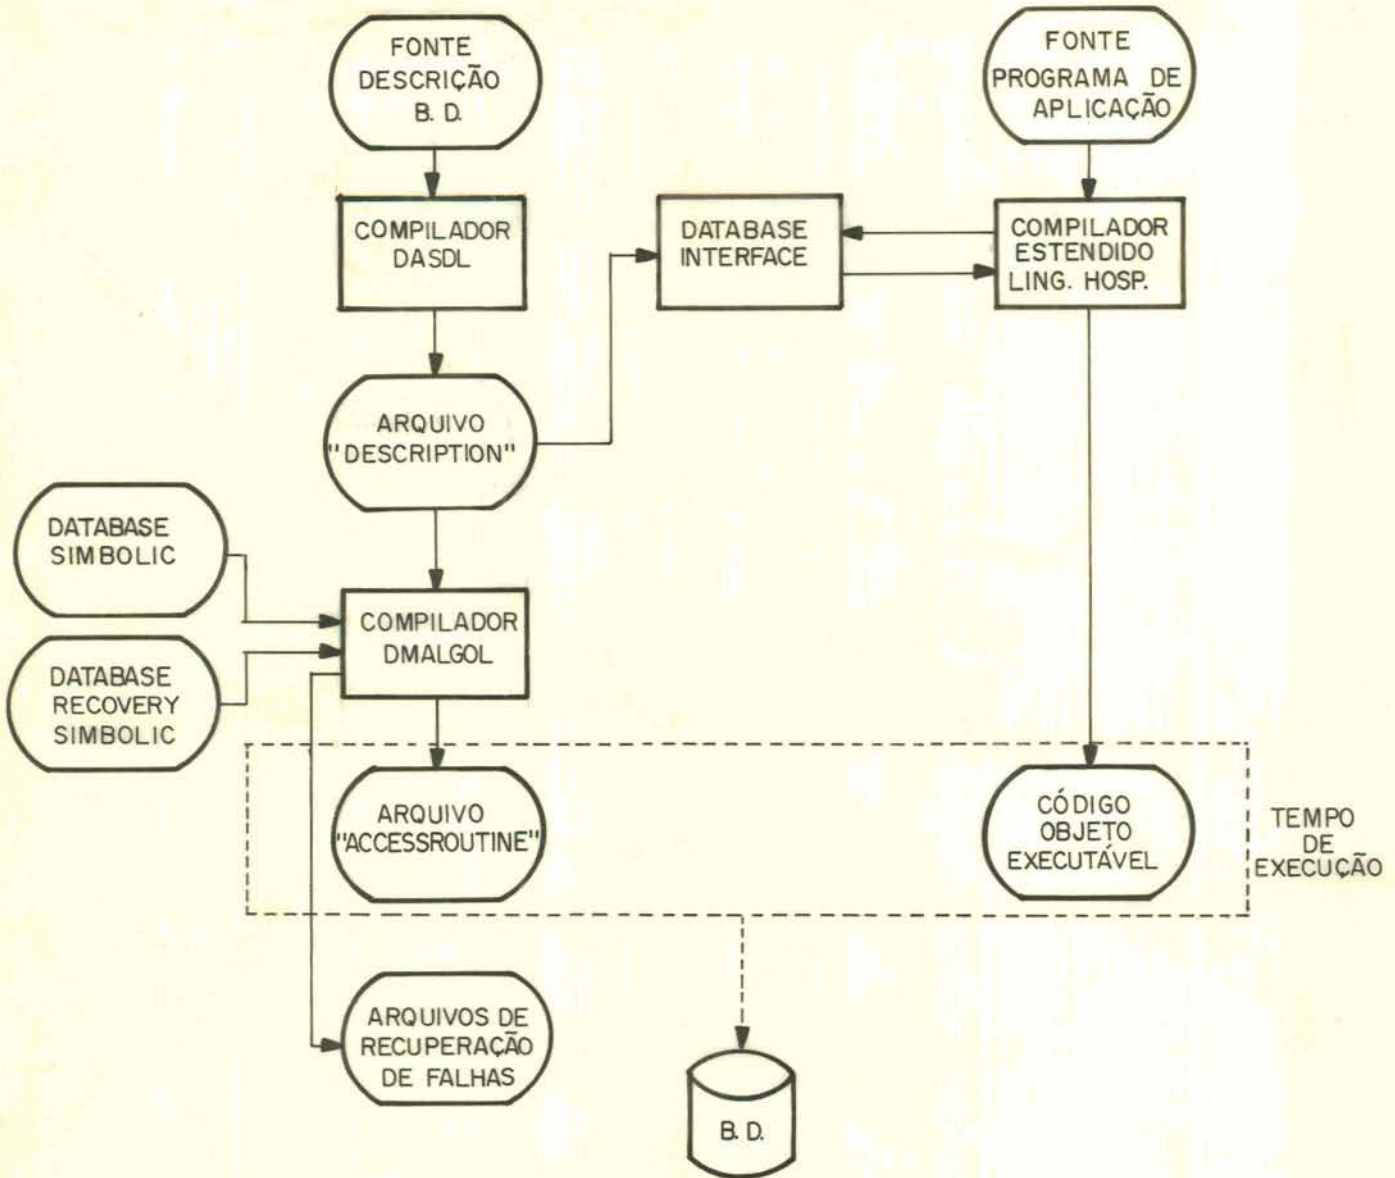 FONTE
DESCRIÇÃO
B. D.
FONTE
PROGRAMA DE
APLICAÇÃO
COMPILADOR
DASDL
DATABASE
INTERFACE
COMPILADOR
ESTENDIDO
LING. HOSP.
ARQUIVO
"DESCRIPTION"
DATABASE
SIMBOLIC
COMPILADOR
DMALGOL
DATABASE
RECOVERY
SIMBOLIC
ARQUIVO
"ACCESSROUTINE"
CÓDIGO
OBJETO
EXECUTÁVEL
TEMPO
DE
EXECUÇÃO
ARQUIVOS DE
RECUPERAÇÃO
DE FALHAS
B. D.